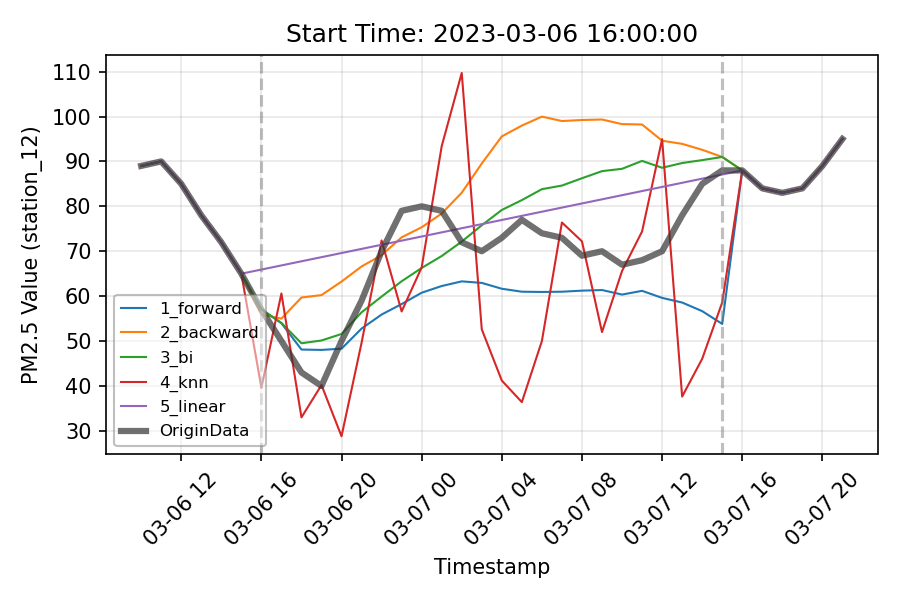 Start Time: 2023-03-06 16:00:00
PM2.5 Value (station_12)
110
100
90
80
70
60
50
40
30
1_forward
2_backward
3_bi
4_knn
5_linear
OriginData
03-06 12
03-06 16
03-06 20
03-07 00
03-07 04
03-07 08
03-07 12
03-07 16
03-07 20
Timestamp